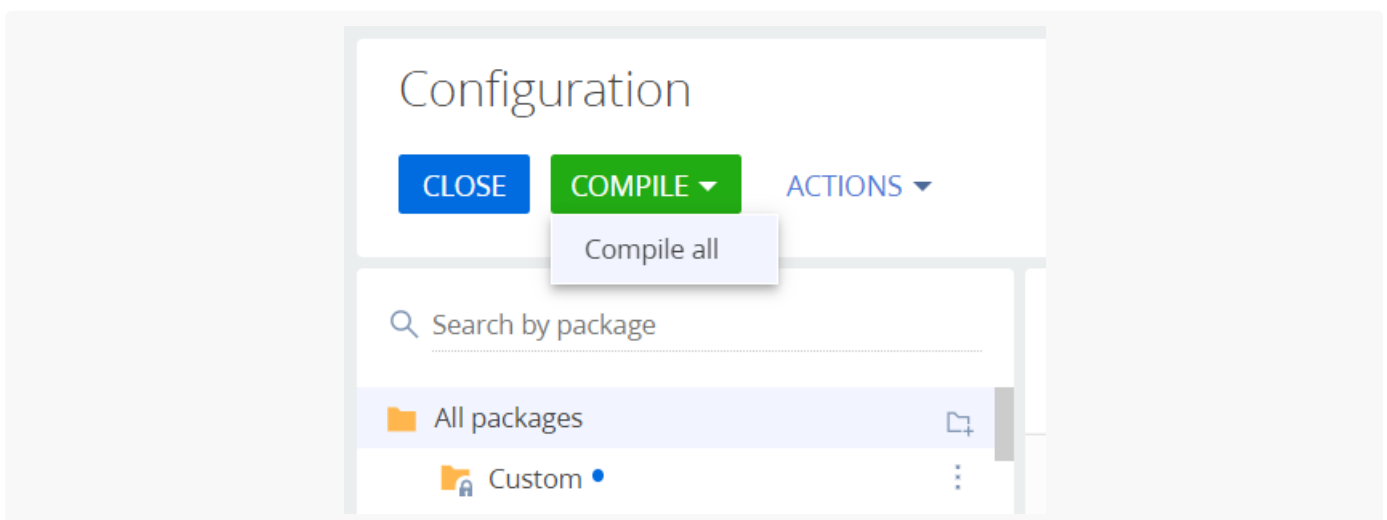 Configuration
CLOSE COMPILE ACTIONS
Compile all
Search by package
All packages
Custom